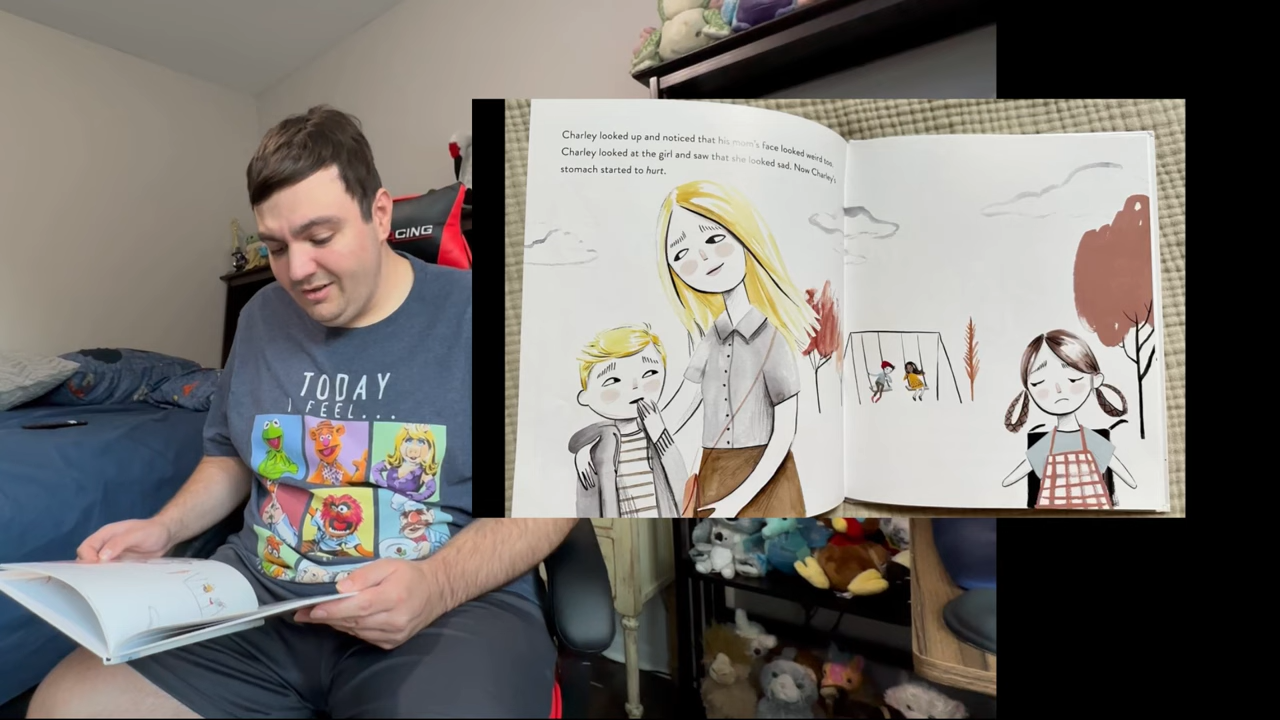 Charley looked up and noticed that his mom's face looked weird too.
Charley looked at the girl and saw that she looked sad. Now Charley's
stomach started to hurt.
CING
TODAY
I FEEL...